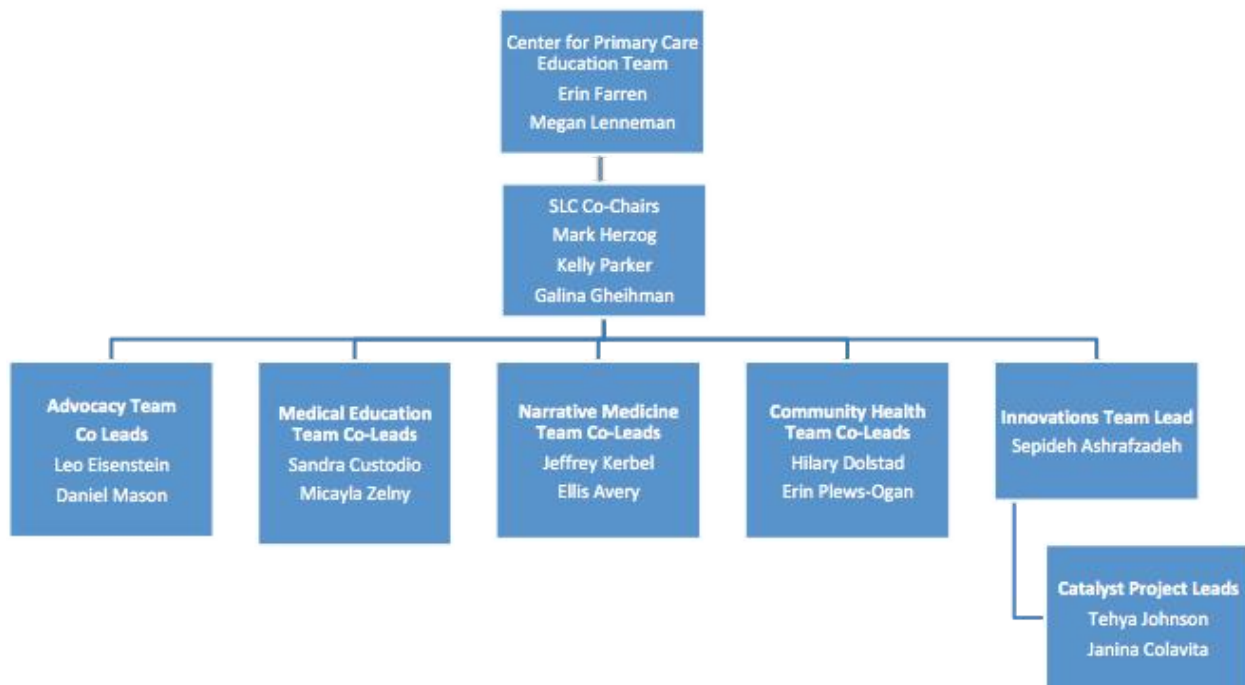 Center for Primary Care
Education Team
Erin Farren
Megan Lenneman
SLC Co-Chairs
Mark Herzog
Kelly Parker
Galina Gheihman
Advocacy Team
Co Leads
Leo Eisenstein
Daniel Mason
Medical Education
Team Co-Leads
Sandra Custodio
Micayla Zelny
Narrative Medicine
Team Co-Leads
Jeffrey Kerbel
Ellis Avery
Community Health
Team Co-Leads
Hilary Dolstad
Erin Plews-Ogan
Innovations Team Lead
Sepideh Ashrafzadeh
Catalyst Project Leads
Tehya Johnson
Janina Colavita